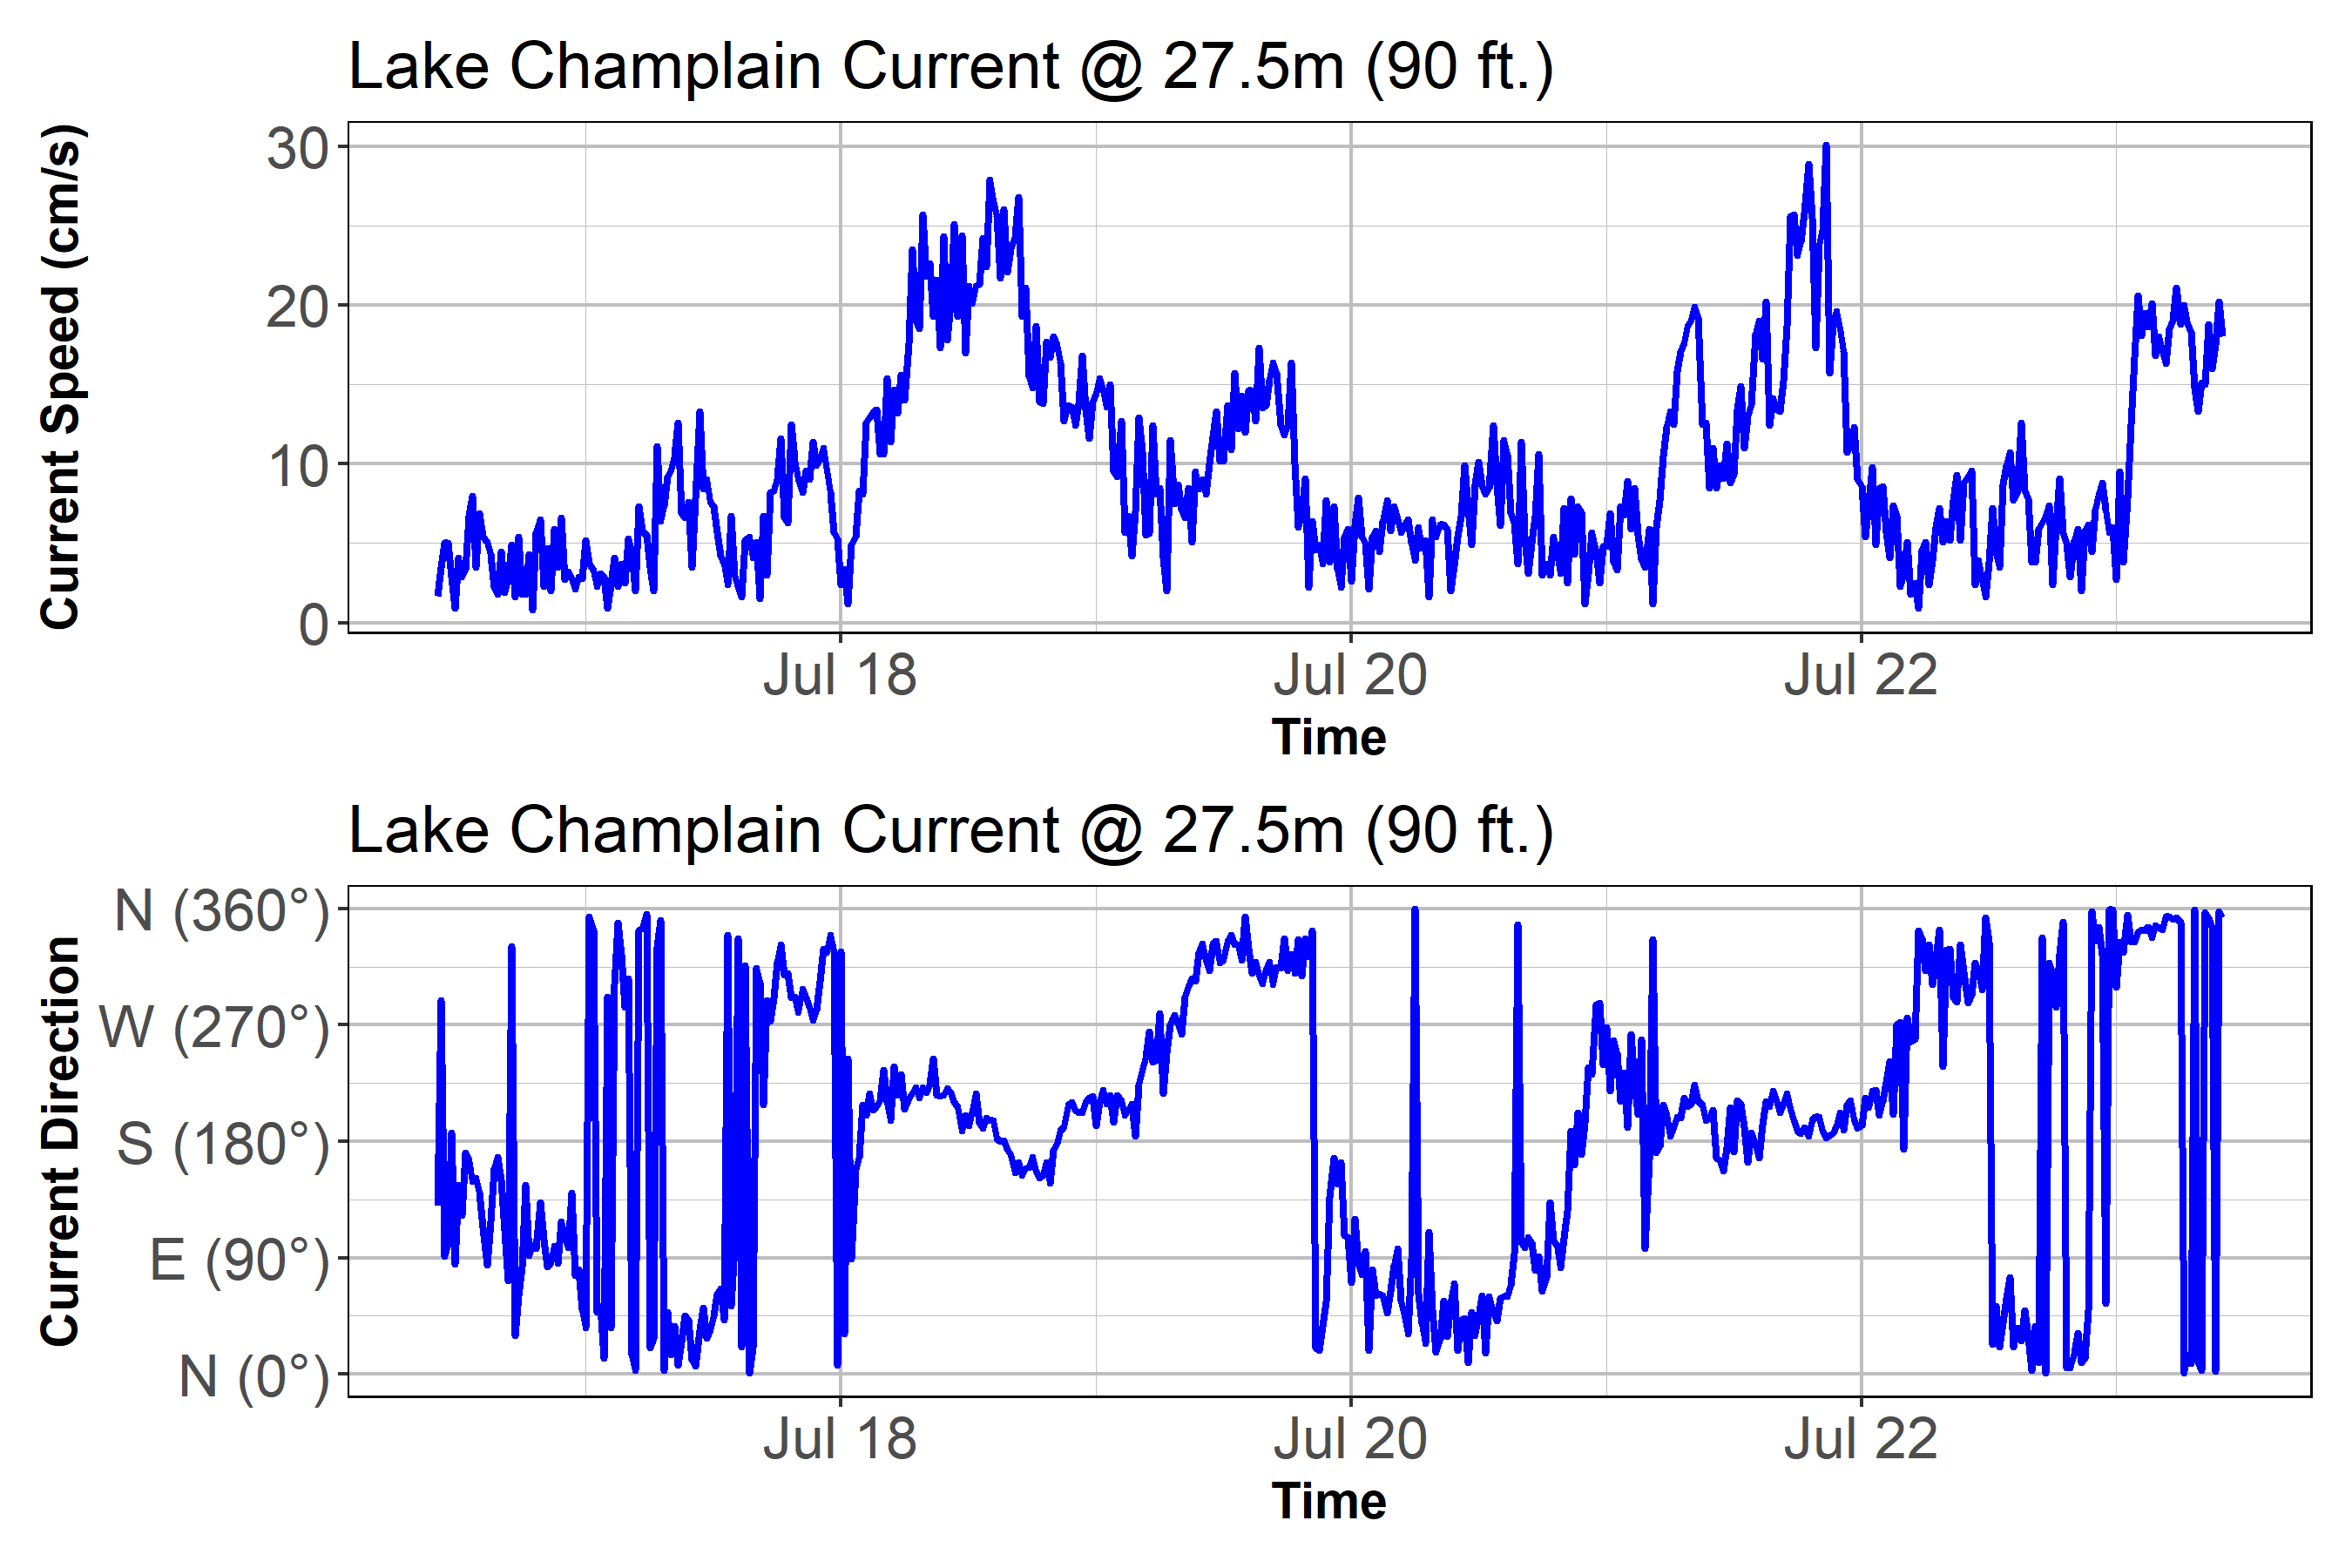 Lake Champlain Current @ 27.5m (90 ft.)
Current Speed (cm/s)
30
20
10
0
Jul 18 Jul 20 Jul 22
Time
Lake Champlain Current @ 27.5m (90 ft.)
Current Direction
N (360°)
W (270°)
S (180°)
E (90°)
N (0°)
Jul 18 Jul 20 Jul 22
Time